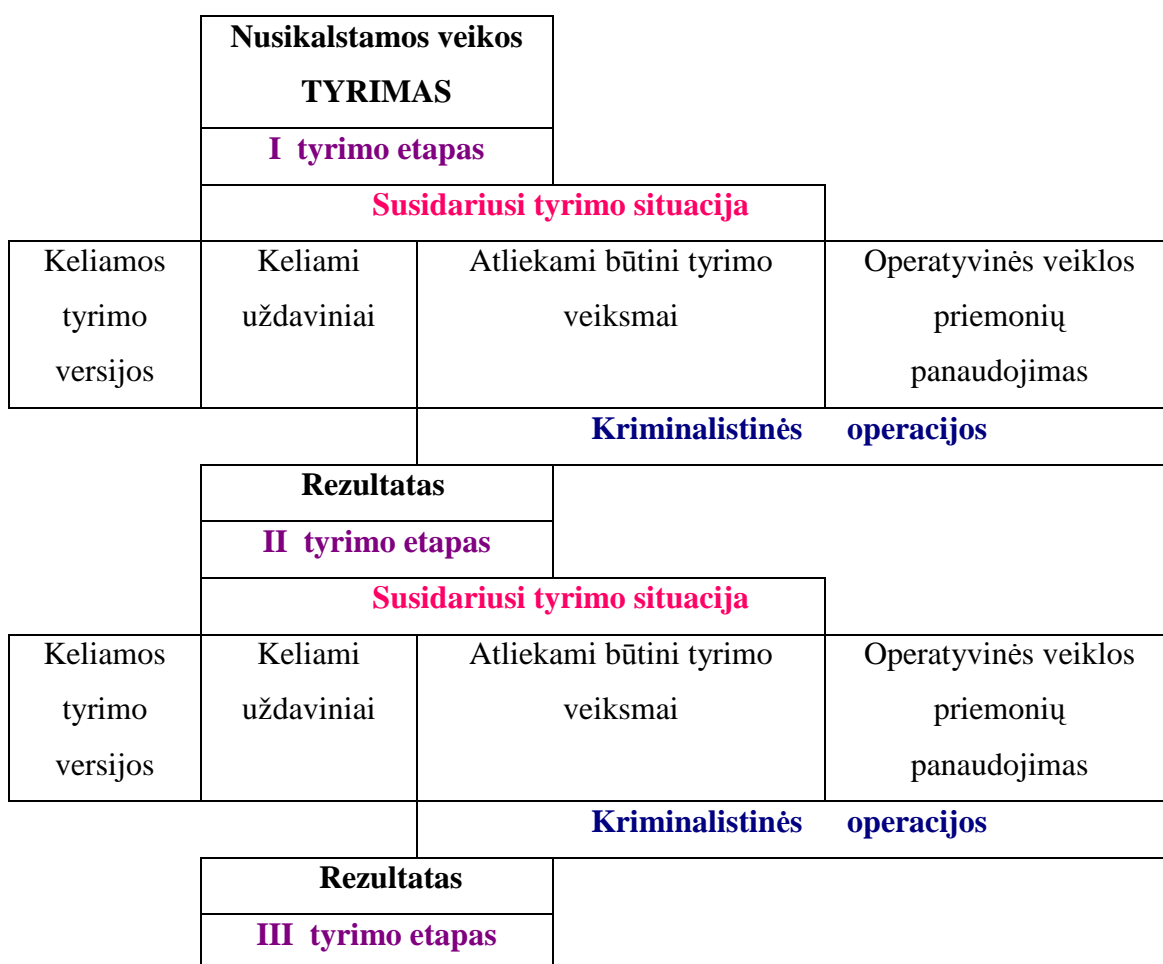 Nusikalstamos veikos
TYRIMAS
I tyrimo etapas
Susidariusi tyrimo situacija
Keliamos
tyrimo
versijos
Keliami
uždaviniai
Atliekami būtini tyrimo
veiksmai
Operatyvinės veiklos
priemonių
panaudojimas
Kriminalistinės operacijos
Rezultatas
II tyrimo etapas
Susidariusi tyrimo situacija
Keliamos
tyrimo
versijos
Keliami
uždaviniai
Atliekami būtini tyrimo
veiksmai
Operatyvinės veiklos
priemonių
panaudojimas
Kriminalistinės operacijos
Rezultatas
III tyrimo etapas